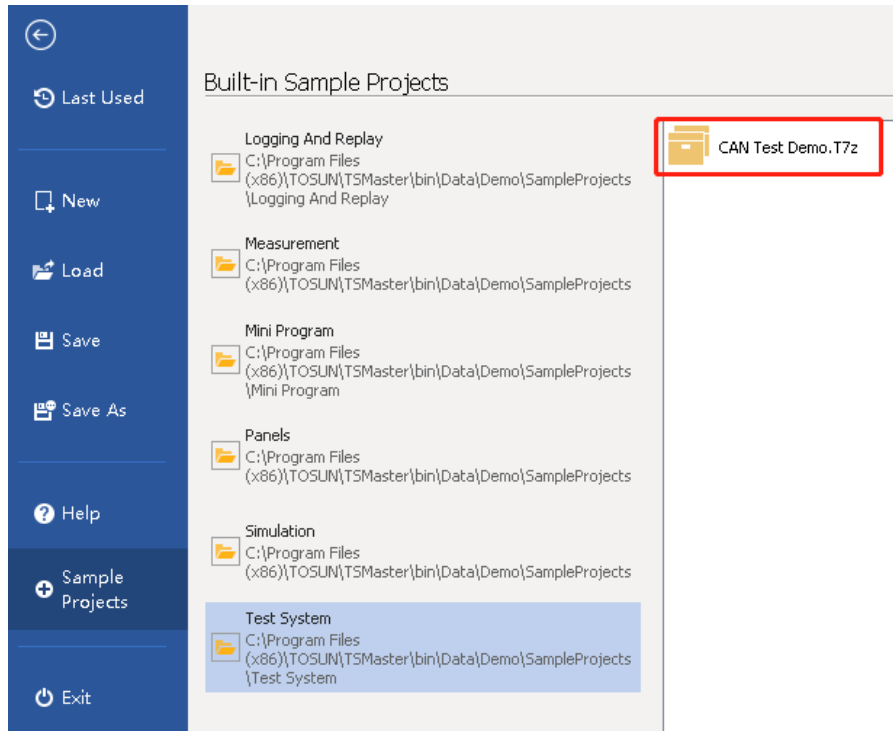 Last Used
New
Load
Save
Save As
Help
Sample
Projects
Exit
Built-in Sample Projects
Logging And Replay
C:\Program Files
(x86)\TOSUN\TSMaster\bin\Data\Demo\SampleProjects
\Logging And Replay
Measurement
C:\Program Files
(x86)\TOSUN\TSMaster\bin\Data\Demo\SampleProjects
Mini Program
C:\Program Files
(x86)\TOSUN\TSMaster\bin\Data\Demo\SampleProjects
\Mini Program
Panels
C:\Program Files
(x86)\TOSUN\TSMaster\bin\Data\Demo\SampleProjects
Simulation
C:\Program Files
(x86)\TOSUN\TSMaster\bin\Data\Demo\SampleProjects
Test System
C:\Program Files
(x86)\TOSUN\TSMaster\bin\Data\Demo\SampleProjects
\Test System
CAN Test Demo.T7z